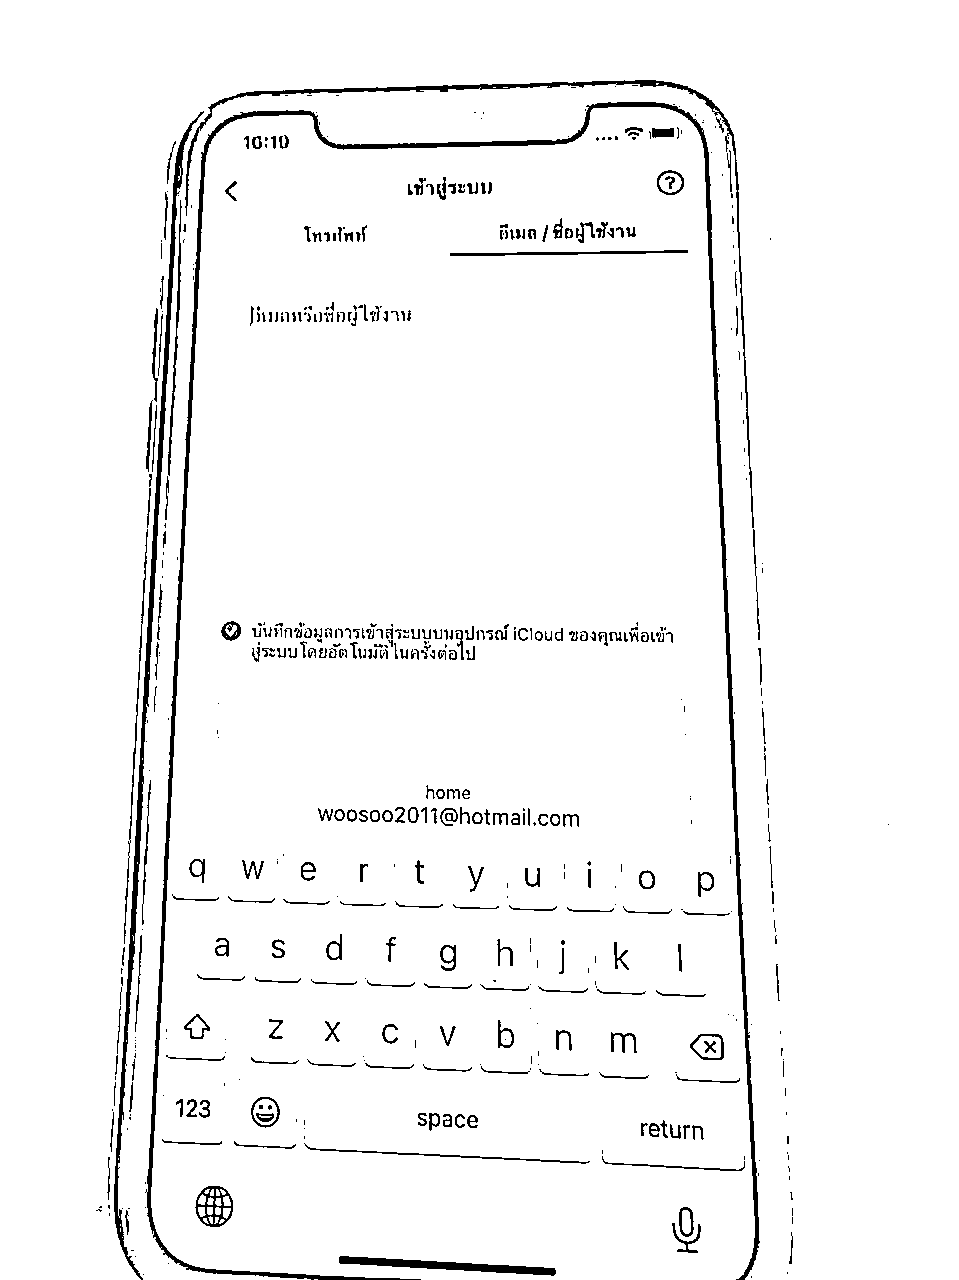 10:10
เข้าสู่ระบบ
โทรศัพท์
อีเมล / ชื่อผู้ใช้งาน
อีเมลหรือชื่อผู้ใช้งาน
บันทึกข้อมูลการเข้าสู่ระบบบนอุปกรณ์ iCloud ของคุณเพื่อเข้า
สู่ระบบโดยอัตโนมัติในครั้งต่อไป
home
woosoo2011@hotmail.com
q w e r t y u i o p
a s d f g h j k l
z x c v b n m
123 space return